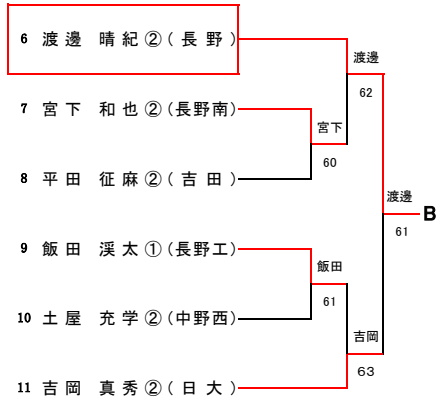 6 渡邊 晴紀②(長野)
渡邊
62
7 宮下 和也②(長野南)
宮下
60
8 平田 征麻②(吉田)
渡邊
B
61
9 飯田 渓太①(長野工)
飯田
61
10 土屋 充学②(中野西)
吉岡
63
11 吉岡 真秀②(日大)